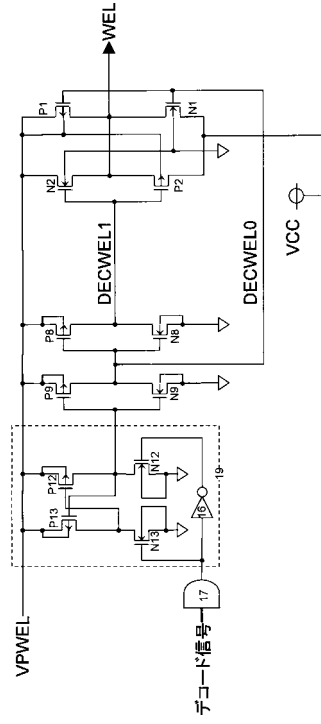 VPWEL
デコード信号
17
16
19
P13
P12
N13
N12
P9
P8
N9
N8
DECWEL1
DECWEL0
N2
P2
P1
N1
WEL
VCC